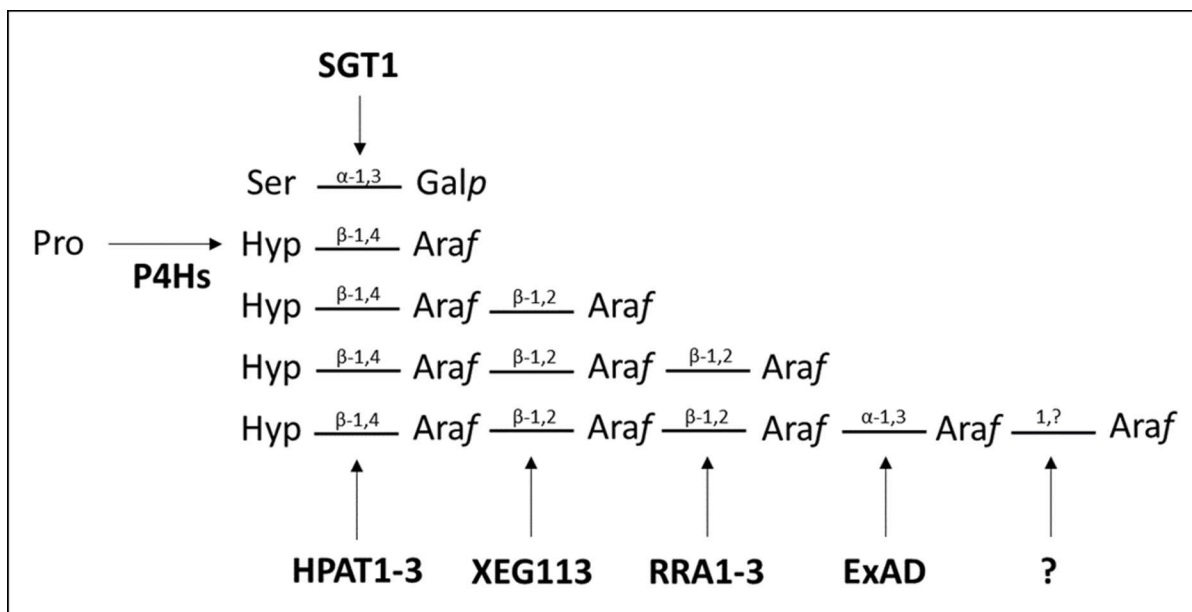 SGT1
Ser α-1,3 Galp
Pro P4Hs Hyp β-1,4 Araf
Hyp β-1,4 Araf β-1,2 Araf
Hyp β-1,4 Araf β-1,2 Araf β-1,2 Araf
Hyp β-1,4 Araf β-1,2 Araf β-1,2 Araf α-1,3 Araf 1,? Araf
HPAT1-3 XEG113 RRA1-3 ExAD ?